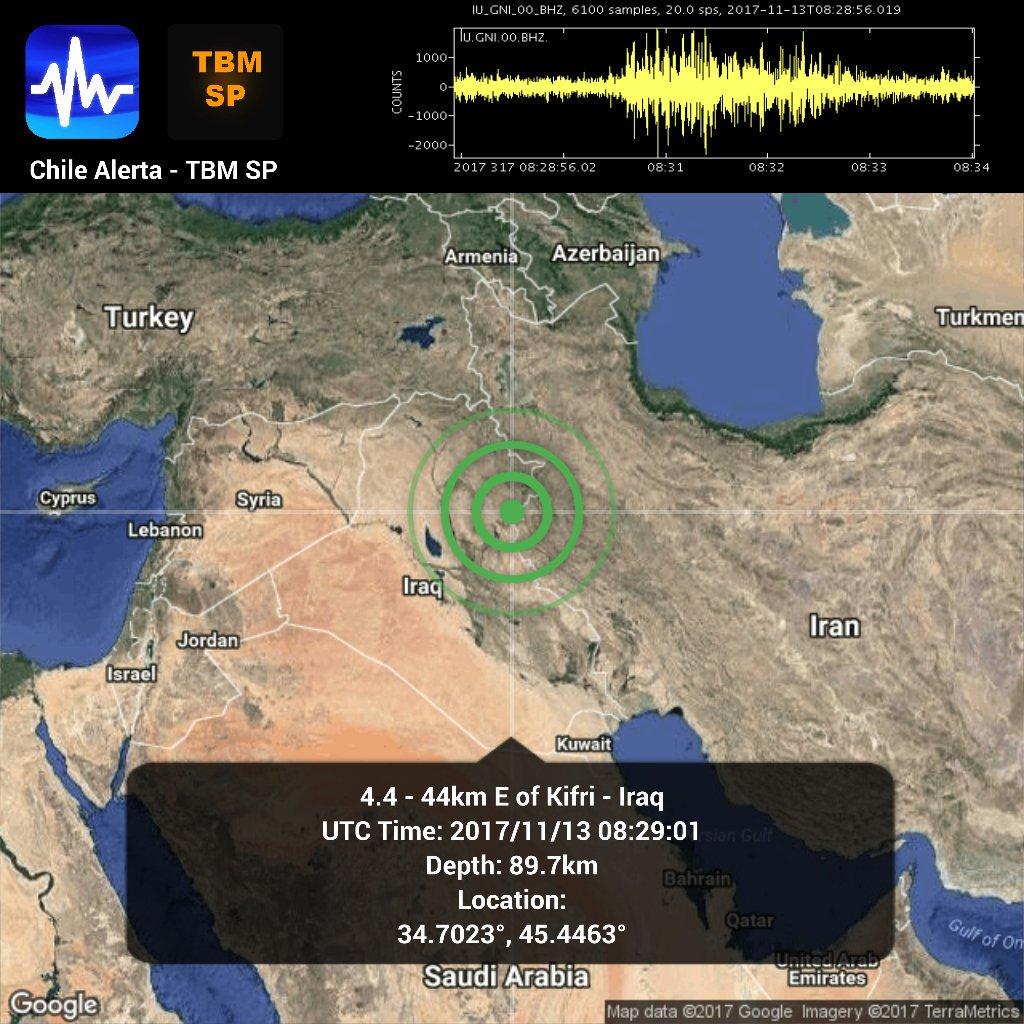 IU_GNI_00_BHZ, 6100 samples, 20.0 sps, 2017-11-13T08:28:56.019
IU.GNI.00.BHZ.
TBM
SP
COUNTS
1000
0
-1000
-2000
2017 317 08:28:56.02
08:31
08:32
08:33
08:34
Chile Alerta - TBM SP
Armenia
Azerbaijan
Turkey
Turkmen
Cyprus
Syria
Lebanon
Iraq
Iran
Jordan
Israel
Kuwait
4.4 - 44km E of Kifri - Iraq
UTC Time: 2017/11/13 08:29:01
rsian Gulf
Depth: 89.7km
Bahrain
Location:
Qatar
34.7023°, 45.4463°
Gulf of Om
United Arab
Emirates
Saudi Arabia
Google
Map data ©2017 Google Imagery ©2017 TerraMetrics